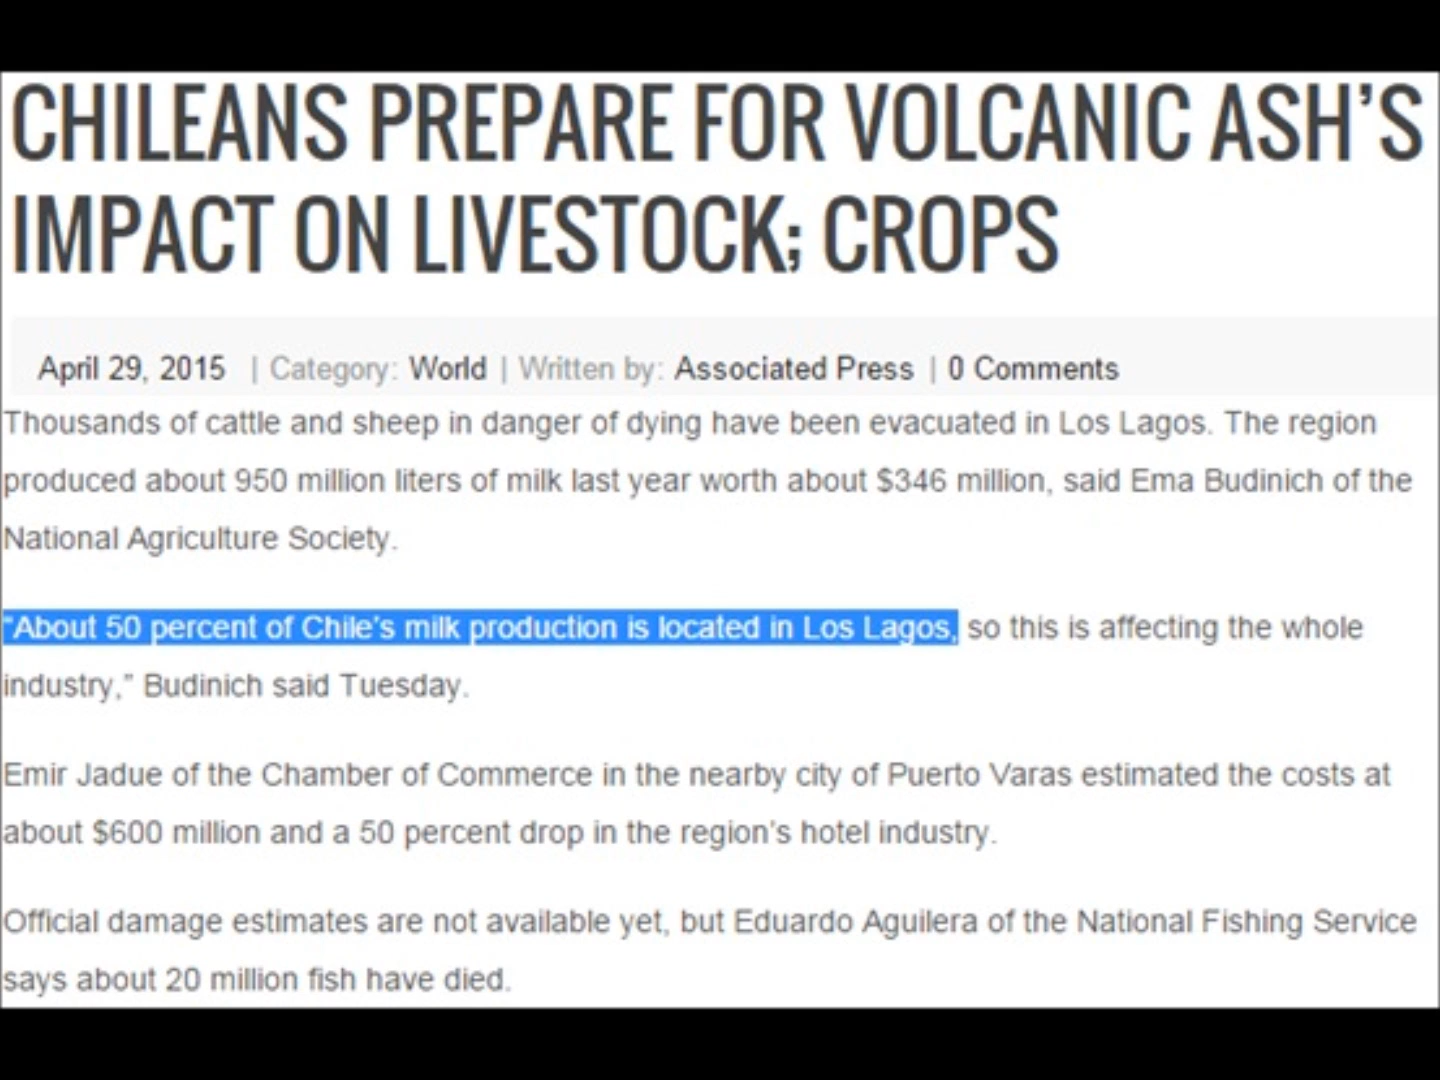 CHILEANS PREPARE FOR VOLCANIC ASH’S
IMPACT ON LIVESTOCK; CROPS
April 29, 2015 | Category: World | Written by: Associated Press | 0 Comments
Thousands of cattle and sheep in danger of dying have been evacuated in Los Lagos. The region
produced about 950 million liters of milk last year worth about $346 million, said Ema Budinich of the
National Agriculture Society.
“About 50 percent of Chile’s milk production is located in Los Lagos, so this is affecting the whole
industry,” Budinich said Tuesday.
Emir Jadue of the Chamber of Commerce in the nearby city of Puerto Varas estimated the costs at
about $600 million and a 50 percent drop in the region’s hotel industry.
Official damage estimates are not available yet, but Eduardo Aguilera of the National Fishing Service
says about 20 million fish have died.